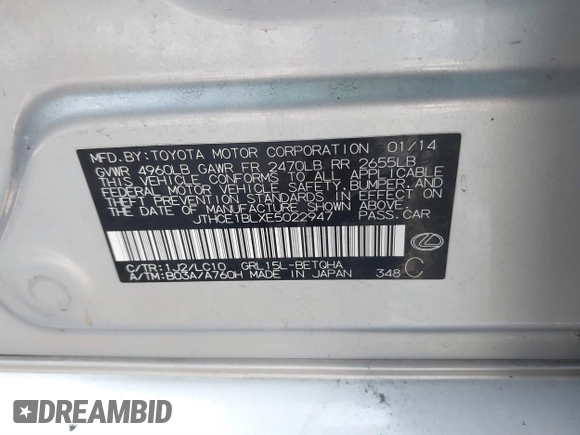 MFD.BY:TOYOTA MOTOR CORPORATION 01/14
GVWR 4960LB GAWR FR 2470LB RR 2655LB
THIS VEHICLE CONFORMS TO ALL APPLICABLE
FEDERAL MOTOR VEHICLE SAFETY,BUMPER,AND
THEFT PREVENTION STANDARDS IN EFFECT ON
THE DATE OF MANUFACTURE SHOWN ABOVE.
JTHCE1BLXE5022947 PASS.CAR
C/TR:1J2/LC10 GRL15L-BETQHA
A/TM:B03A/A760H MADE IN JAPAN 348 C
DREAMBID